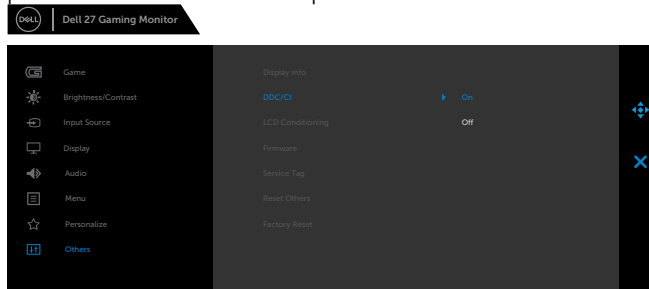 DELL
Dell 27 Gaming Monitor
Game
Display Info
Brightness/Contrast
DDC/CI
On
Input Source
LCD Conditioning
Off
Display
Firmware
Audio
Service Tag
Menu
Reset Others
Personalize
Factory Reset
Others